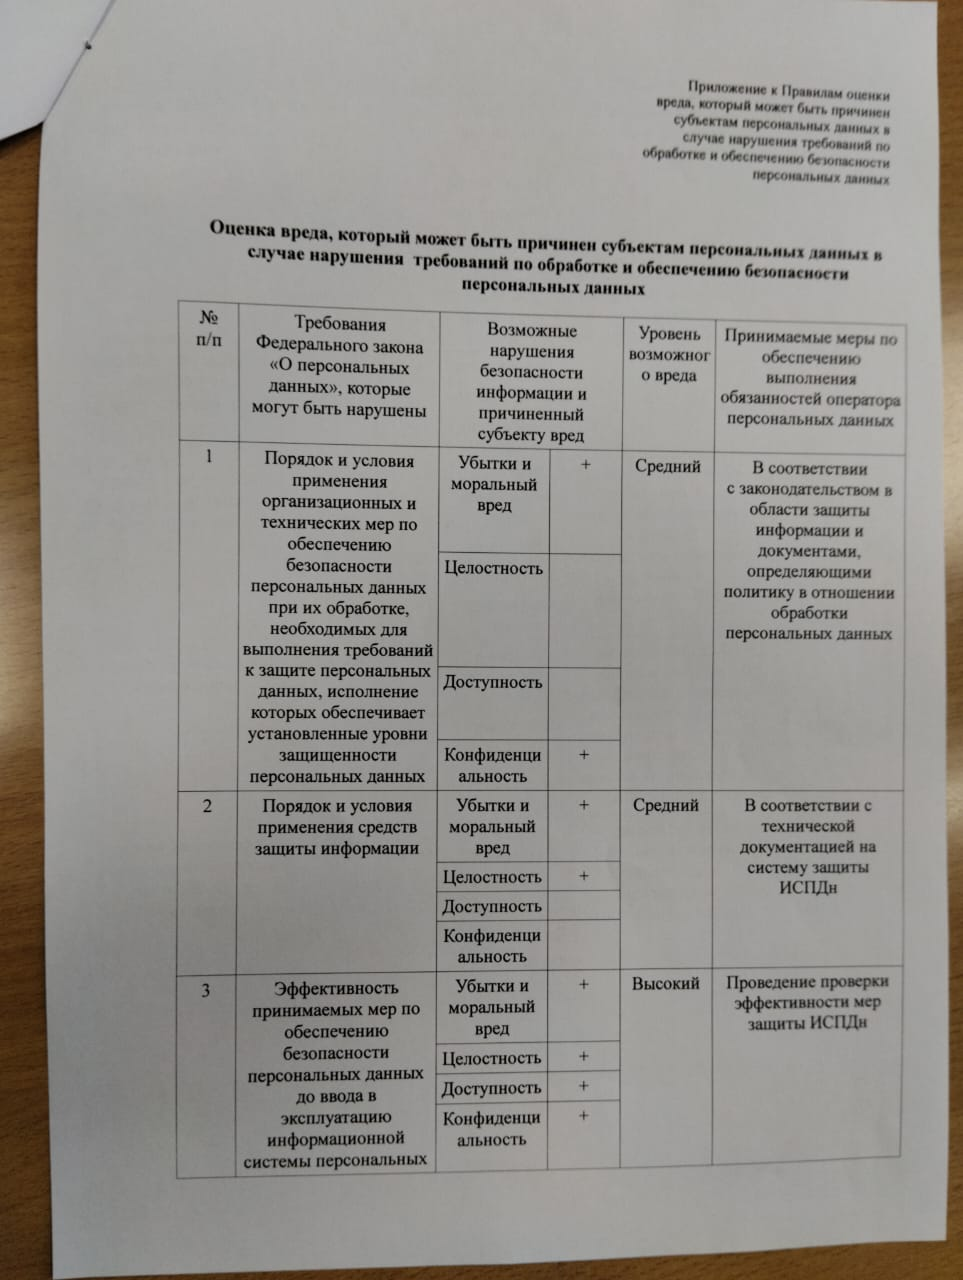 Приложение к Правилам оценки
вреда, который может быть причинен
субъектам персональных данных в
случае нарушения требований по
обработке и обеспечению безопасности
персональных данных
Оценка вреда, который может быть причинен субъектам персональных данных в
случае нарушения требований по обработке и обеспечению безопасности
персональных данных
№
п/п
Требования
Федерального закона
«О персональных
данных», которые
могут быть нарушены
Возможные
нарушения
безопасности
информации и
причиненный
субъекту вред
Уровень
возможног
о вреда
Принимаемые меры по
обеспечению
выполнения
обязанностей оператора
персональных данных
1
Порядок и условия
применения
организационных и
технических мер по
обеспечению
безопасности
персональных данных
при их обработке,
необходимых для
выполнения требований
к защите персональных
данных, исполнение
которых обеспечивает
установленные уровни
защищенности
персональных данных
Убытки и
моральный
вред
+
Целостность
Доступность
Конфиденци
альность
+
Средний
В соответствии
с законодательством в
области защиты
информации и
документами,
определяющими
политику в отношении
обработки
персональных данных
2
Порядок и условия
применения средств
защиты информации
Убытки и
моральный
вред
+
Целостность
+
Доступность
Конфиденци
альность
Средний
В соответствии с
технической
документацией на
систему защиты
ИСПДн
3
Эффективность
принимаемых мер по
обеспечению
безопасности
персональных данных
до ввода в
эксплуатацию
информационной
системы персональных
Убытки и
моральный
вред
+
Целостность
+
Доступность
+
Конфиденци
альность
+
Высокий
Проведение проверки
эффективности мер
защиты ИСПДн